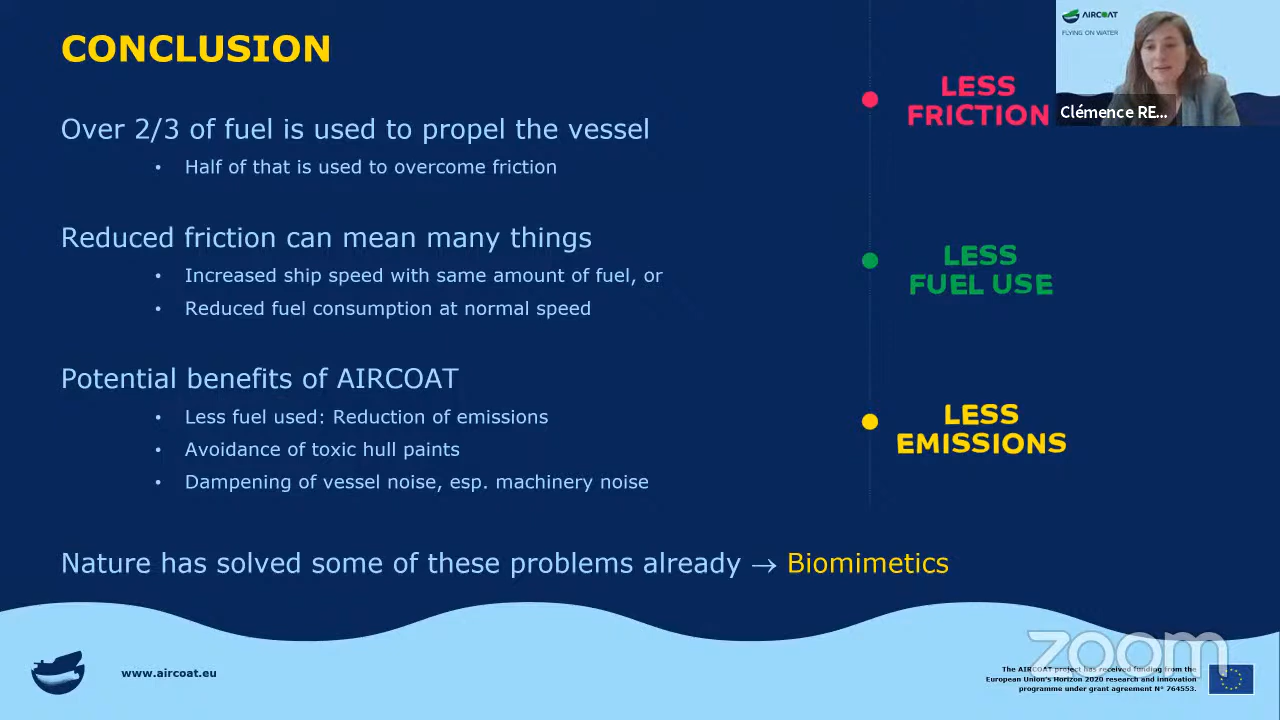 CONCLUSION
Over 2/3 of fuel is used to propel the vessel
• Half of that is used to overcome friction
Reduced friction can mean many things
• Increased ship speed with same amount of fuel, or
• Reduced fuel consumption at normal speed
Potential benefits of AIRCOAT
• Less fuel used: Reduction of emissions
• Avoidance of toxic hull paints
• Dampening of vessel noise, esp. machinery noise
Nature has solved some of these problems already → Biomimetics
LESS
FRICTION
LESS
FUEL USE
LESS
EMISSIONS
AIRCOAT
FLYING ON WATER
Clémence RE...
www.aircoat.eu
zoom
The AIRCOAT project has received funding from the
European Union's Horizon 2020 research and innovation
programme under grant agreement N° 764553.